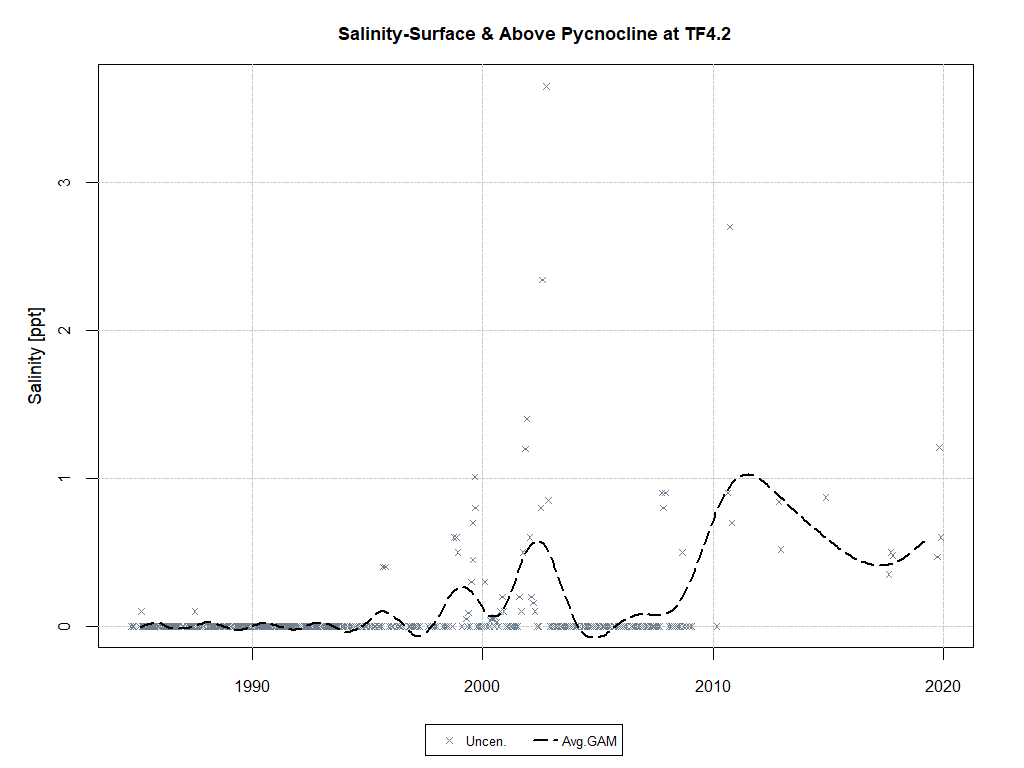 Salinity-Surface & Above Pycnocline at TF4.2
Salinity [ppt]
3
2
1
0
1990 2000 2010 2020
Uncen. Avg.GAM